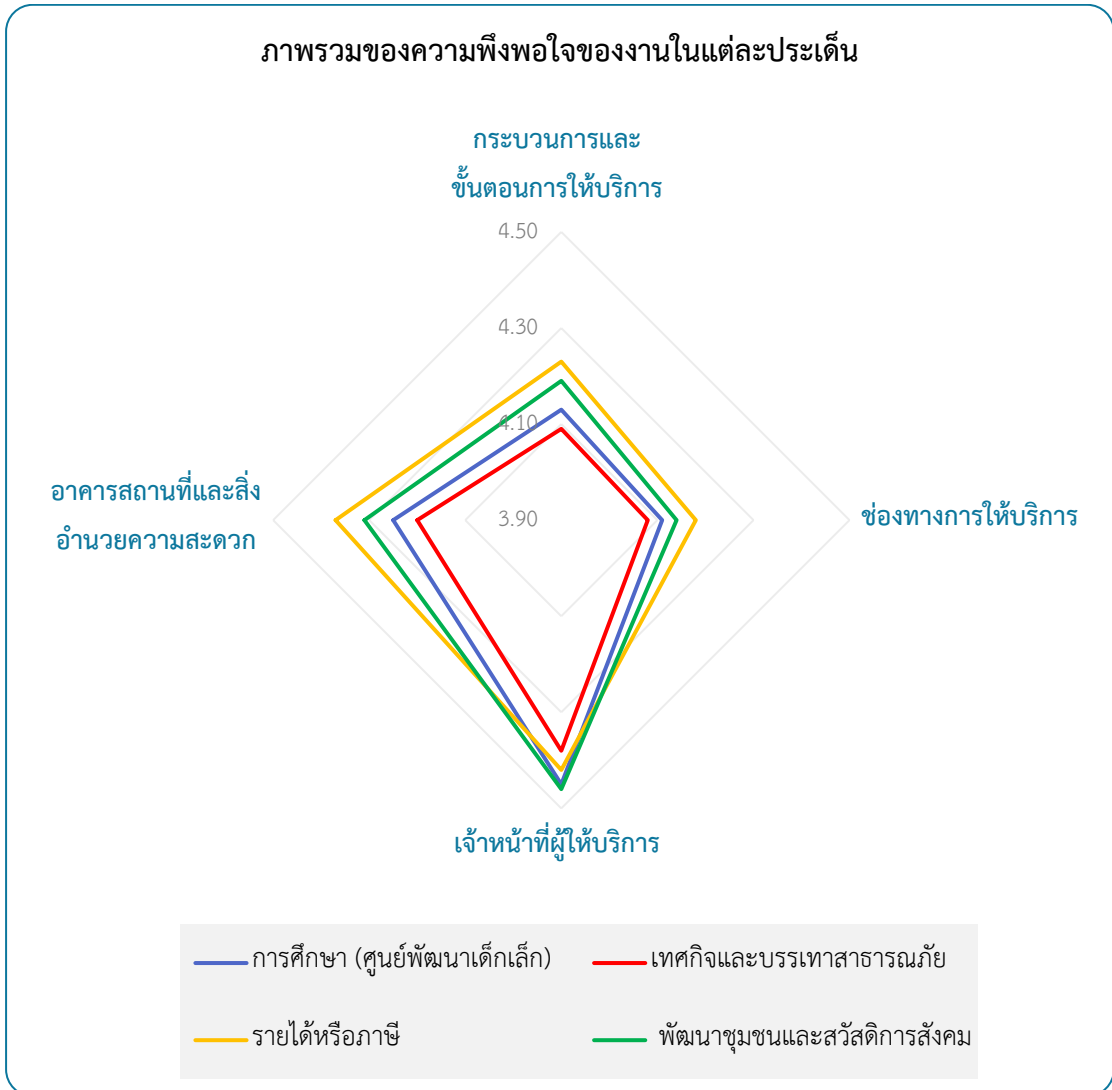 ภาพรวมของความพึงพอใจของงานในแต่ละประเด็น
กระบวนการและ
ขั้นตอนการให้บริการ
4.50
4.30
4.10
3.90
อาคารสถานที่และสิ่ง
อำนวยความสะดวก
ช่องทางการให้บริการ
เจ้าหน้าที่ผู้ให้บริการ
การศึกษา (ศูนย์พัฒนาเด็กเล็ก)
เทศกิจและบรรเทาสาธารณภัย
รายได้หรือภาษี
พัฒนาชุมชนและสวัสดิการสังคม